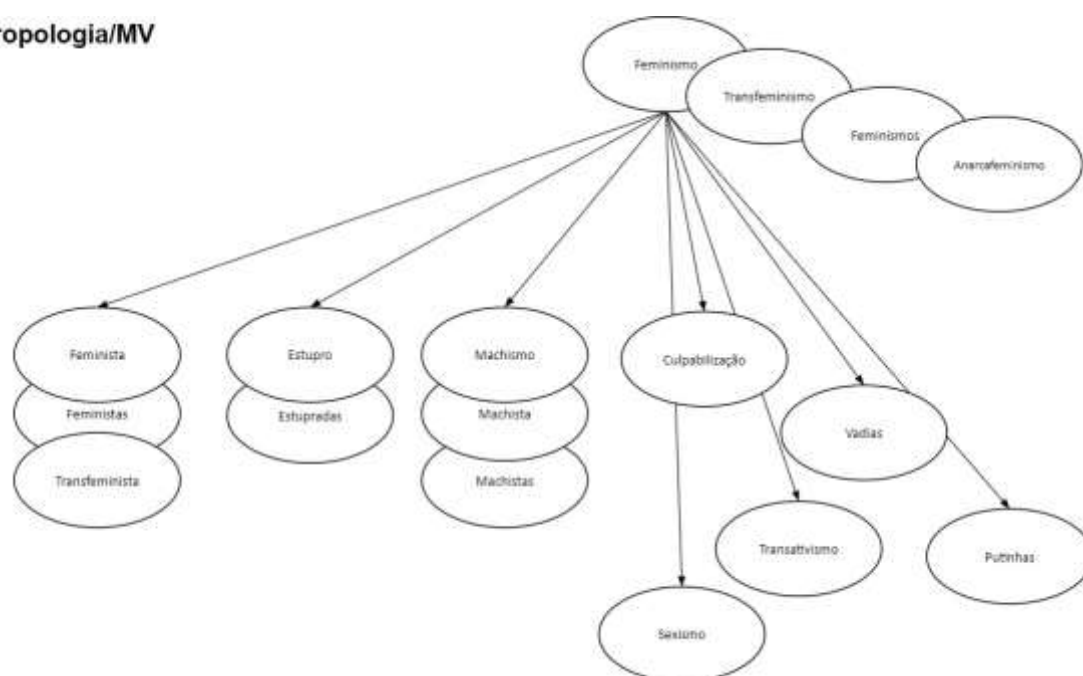 ropologia/MV
Feminismo
Transfeminismo
Feminismos
Anarcafeminismo
Feminista
Feministas
Transfeminista
Estupro
Estupradas
Machismo
Machista
Machistas
Culpabilização
Vadias
Transativismo
Putinhas
Sexismo